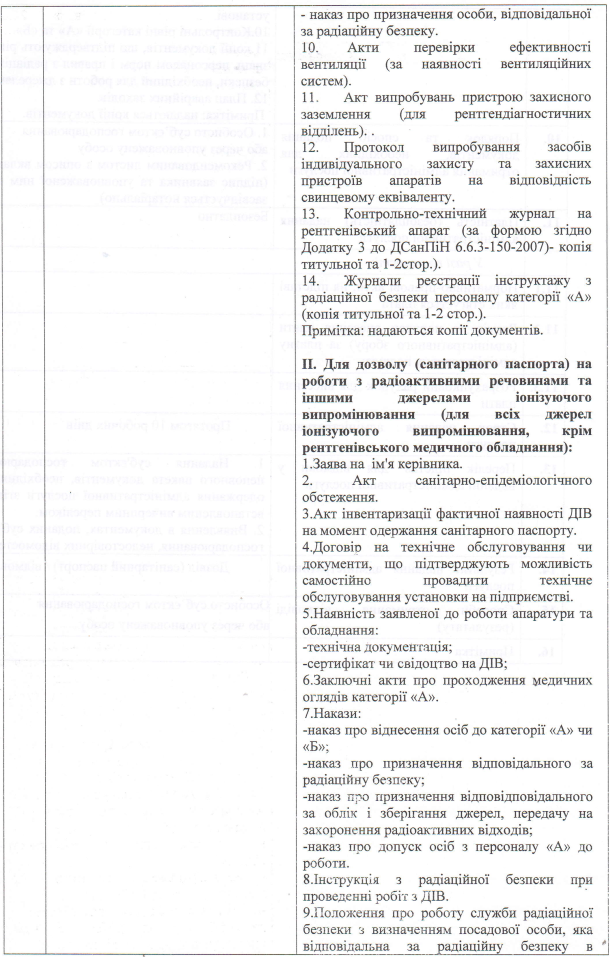 - наказ про призначення особи, відповідальної
за радіаційну безпеку.
10. Акти перевірки ефективності
вентиляції (за наявності вентиляційних
систем).
11. Акт випробувань пристрою захисного
заземлення (для рентгендіагностичних
відділень). .
12. Протокол випробування засобів
індивідуального захисту та захисних
пристроїв апаратів на відповідність
свинцевому еквіваленту.
13. Контрольно-технічний журнал на
рентгенівський апарат (за формою згідно
Додатку 3 до ДСанПіН 6.6.3-150-2007)- копія
титульної та 1-2стор.).
14. Журнали реєстрації інструктажу з
радіаційної безпеки персоналу категорії «А»
(копія титульної та 1-2 стор.).
Примітка: надаються копії документів.
ІІ. Для дозволу (санітарного паспорта) на
роботи з радіоактивними речовинами та
іншими джерелами іонізуючого
випромінювання (для всіх джерел
іонізуючого випромінювання, крім
рентгенівського медичного обладнання):
1.Заява на ім'я керівника.
2. Акт санітарно-епідеміологічного
обстеження.
3.Акт інвентаризації фактичної наявності ДІВ
на момент одержання санітарного паспорту.
4.Договір на технічне обслуговування чи
документи, що підтверджують можливість
самостійно провадити технічне
обслуговування установки на підприємстві.
5.Наявність заявленої до роботи апаратури та
обладнання:
-технічна документація;
-сертифікат чи свідоцтво на ДІВ;
6.Заключні акти про проходження медичних
оглядів категорії «А».
7.Накази:
-наказ про віднесення осіб до категорії «А» чи
«Б»;
-наказ про призначення відповідального за
радіаційну безпеку;
-наказ про призначення відповідвідального
за облік і зберігання джерел, передачу на
захоронення радіоактивних відходів;
-наказ про допуск осіб з персоналу «А» до
роботи.
8.Інструкція з радіаційної безпеки при
проведенні робіт з ДІВ.
9.Положення про роботу служби радіаційної
безпеки з визначенням посадової особи, яка
відповідальна за радіаційну безпеку в